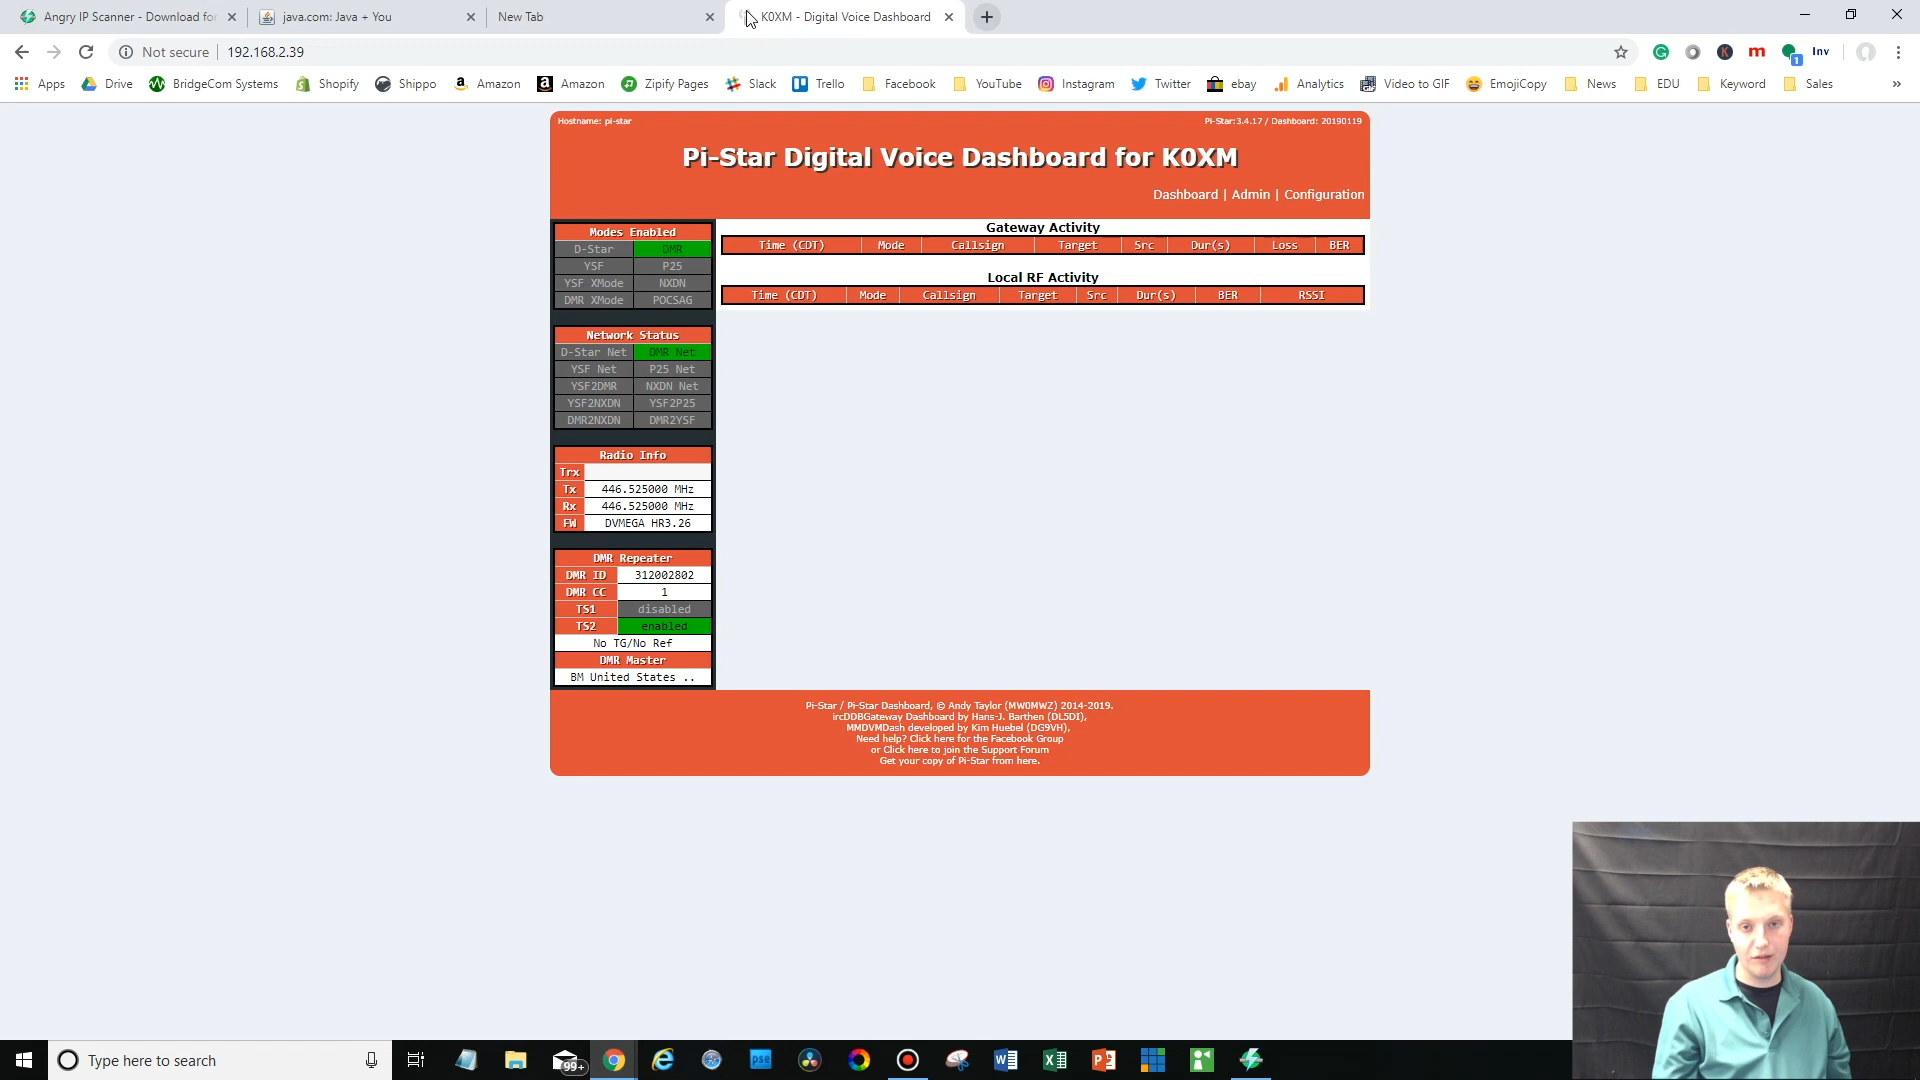 Angry IP Scanner - Download for
java.com: Java + You
New Tab
K0XM - Digital Voice Dashboard
Not secure
192.168.2.39
Inv
1
Apps
Drive
BridgeCom Systems
Shopify
Shippo
Amazon
Amazon
Zipify Pages
Slack
Trello
Facebook
YouTube
Instagram
Twitter
ebay
Analytics
Video to GIF
EmojiCopy
News
EDU
Keyword
Sales
»
Hostname: pi-star
Pi-Star:3.4.17 / Dashboard: 20190119
Pi-Star Digital Voice Dashboard for K0XM
Dashboard | Admin | Configuration
Modes Enabled
D-Star DMR
YSF P25
YSF XMode NXDN
DMR XMode POCSAG
Network Status
D-Star Net DMR Net
YSF Net P25 Net
YSF2DMR NXDN Net
YSF2NXDN YSF2P25
DMR2NXDN DMR2YSF
Radio Info
Trx
Tx 446.525000 MHz
Rx 446.525000 MHz
FW DVMEGA HR3.26
DMR Repeater
DMR ID 312002802
DMR CC 1
TS1 disabled
TS2 enabled
No TG/No Ref
DMR Master
BM United States ..
Gateway Activity
Time (CDT) Mode Callsign Target Src Dur(s) Loss BER
Local RF Activity
Time (CDT) Mode Callsign Target Src Dur(s) BER RSSI
Pi-Star / Pi-Star Dashboard, © Andy Taylor (MW0MWZ) 2014-2019.
ircDDBGateway Dashboard by Hans-J. Barthen (DL5DI),
MMDVMDash developed by Kim Huebel (DG9VH),
Need help? Click here for the Facebook Group
or Click here to join the Support Forum
Get your copy of Pi-Star from here.
Type here to search
99+
pse